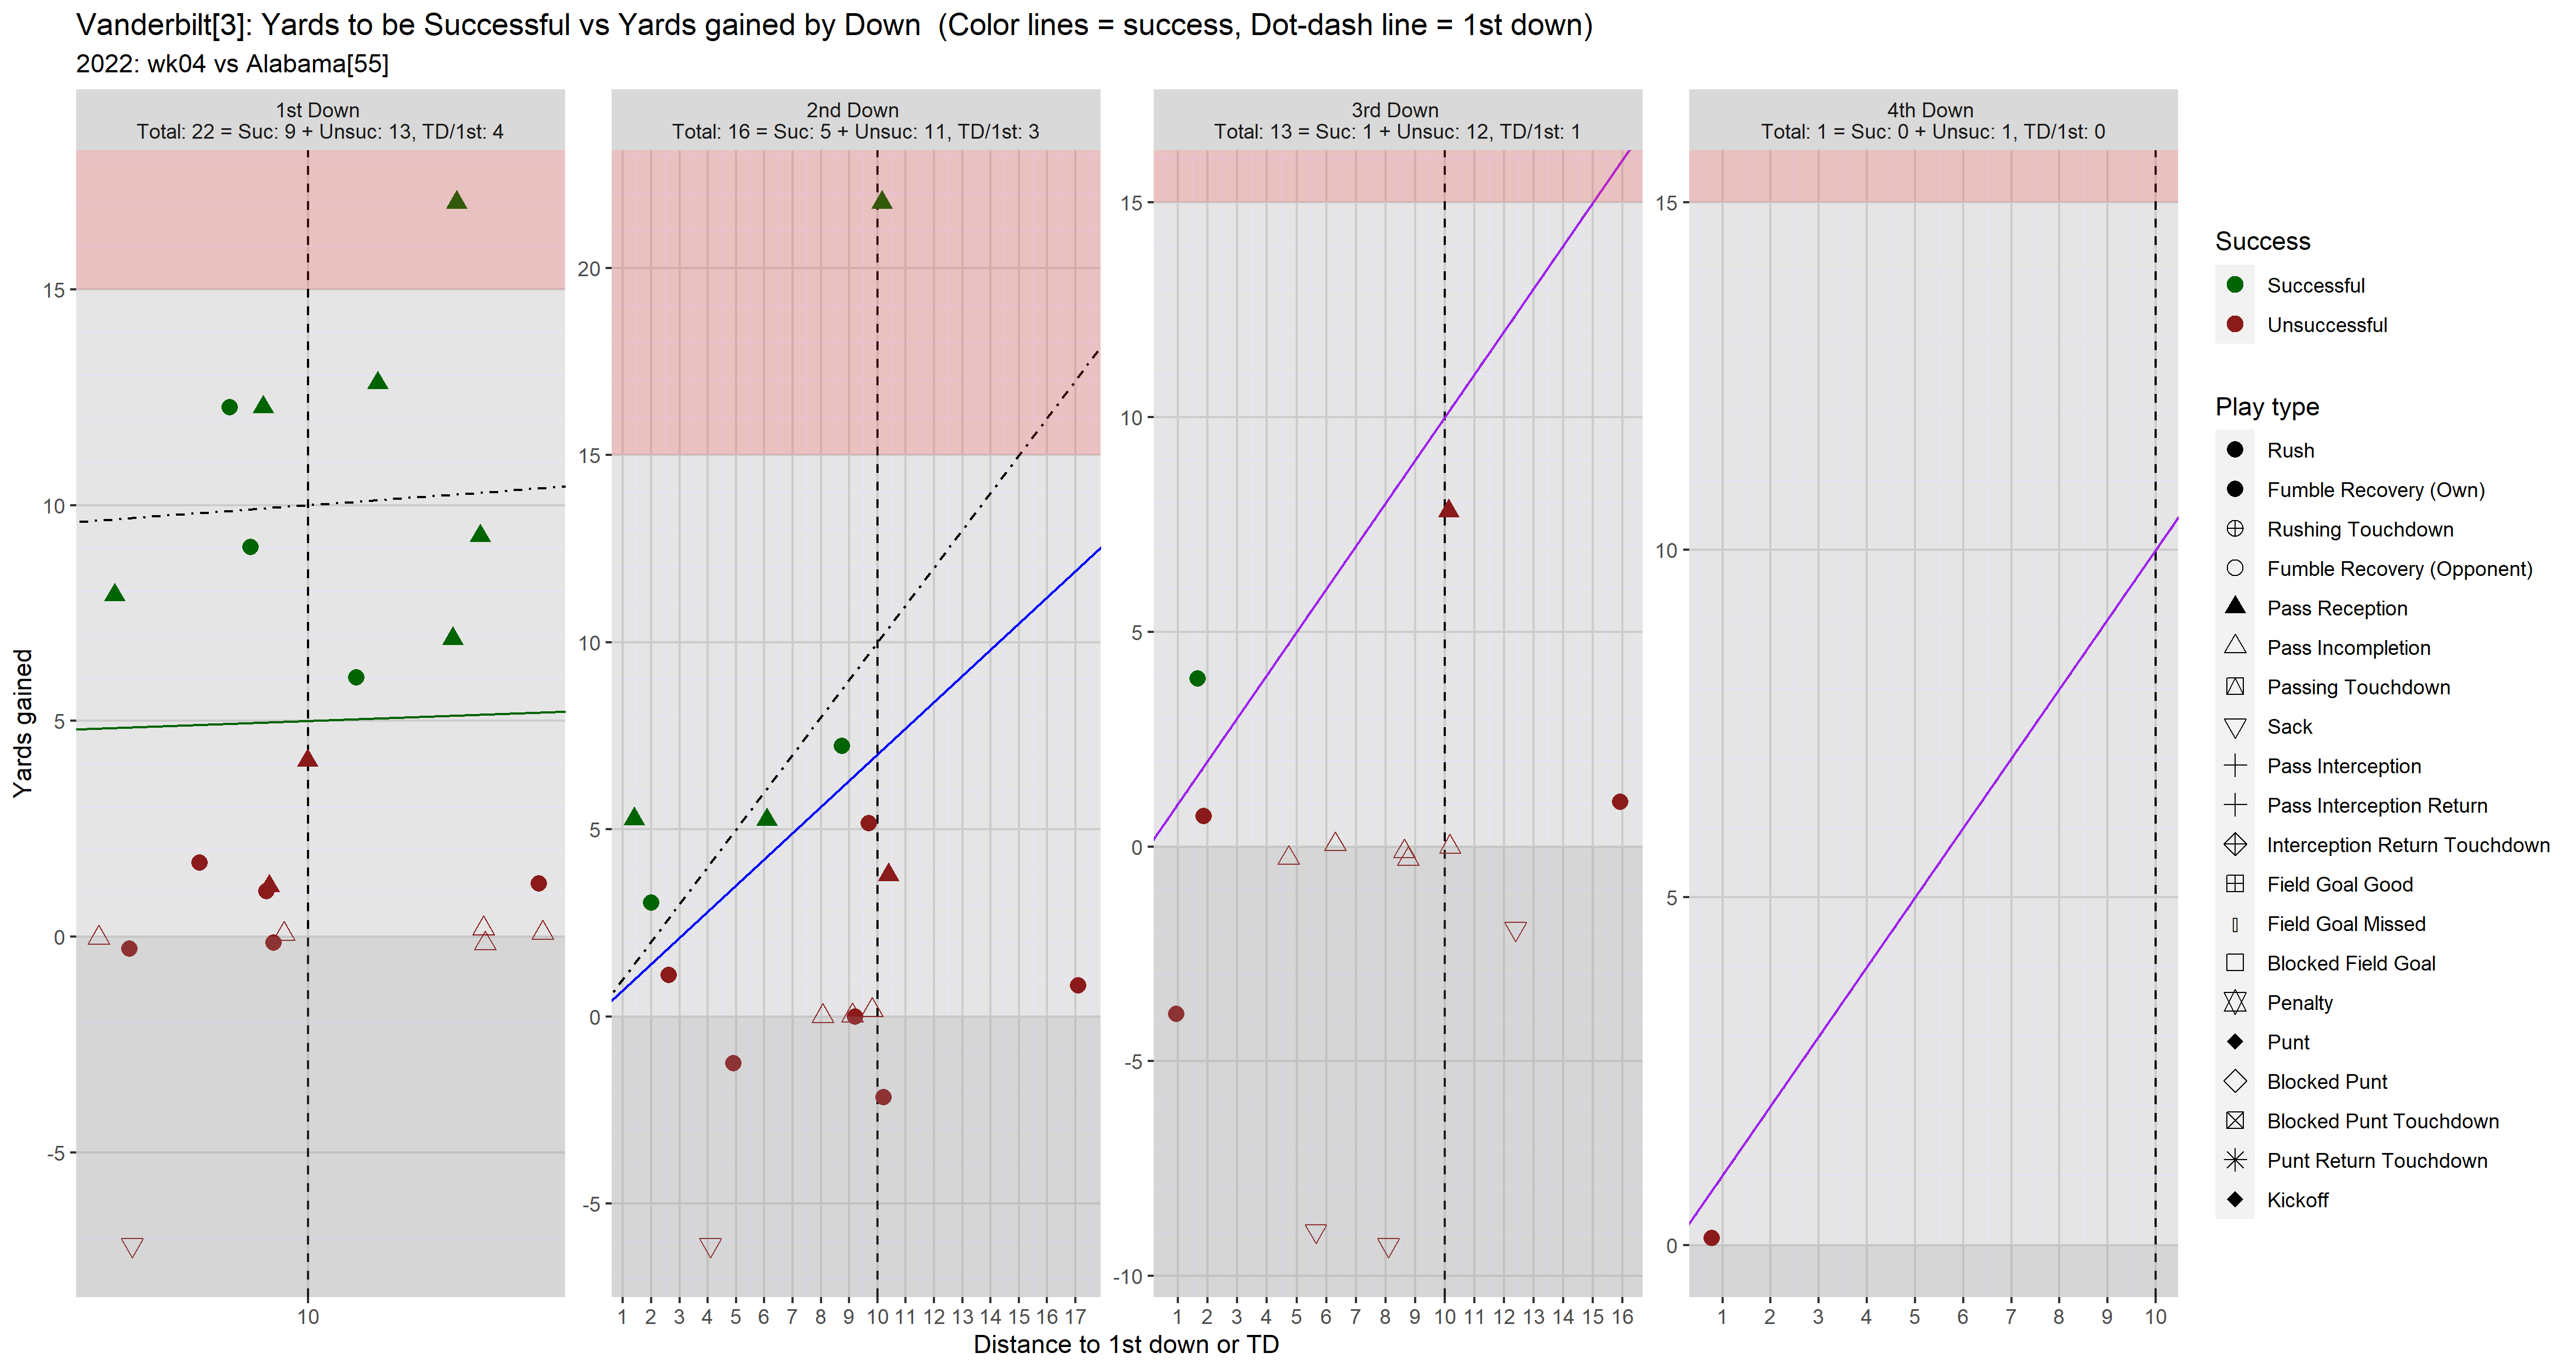 Vanderbilt[3]: Yards to be Successful vs Yards gained by Down (Color lines = success, Dot-dash line = 1st down)
2022: wk04 vs Alabama[55]
1st Down
Total: 22 = Suc: 9 + Unsuc: 13, TD/1st: 4
2nd Down
Total: 16 = Suc: 5 + Unsuc: 11, TD/1st: 3
3rd Down
Total: 13 = Suc: 1 + Unsuc: 12, TD/1st: 1
4th Down
Total: 1 = Suc: 0 + Unsuc: 1, TD/1st: 0
Yards gained
15
10
5
0
-5
10
20
15
10
5
0
-5
1 2 3 4 5 6 7 8 9 10 11 12 13 14 15 16 17
15
10
5
0
-5
-10
1 2 3 4 5 6 7 8 9 10 11 12 13 14 15 16
15
10
5
0
1 2 3 4 5 6 7 8 9 10
Distance to 1st down or TD
Success
Successful
Unsuccessful
Play type
Rush
Fumble Recovery (Own)
Rushing Touchdown
Fumble Recovery (Opponent)
Pass Reception
Pass Incompletion
Passing Touchdown
Sack
Pass Interception
Pass Interception Return
Interception Return Touchdown
Field Goal Good
Field Goal Missed
Blocked Field Goal
Penalty
Punt
Blocked Punt
Blocked Punt Touchdown
Punt Return Touchdown
Kickoff